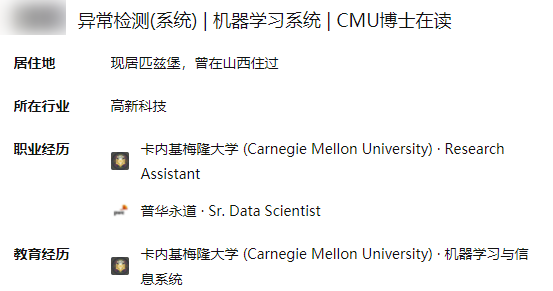 异常检测(系统) | 机器学习系统 | CMU博士在读
居住地 现居匹兹堡，曾在山西住过
所在行业 高新科技
职业经历 卡内基梅隆大学 (Carnegie Mellon University) · Research
Assistant
普华永道 · Sr. Data Scientist
教育经历 卡内基梅隆大学 (Carnegie Mellon University) · 机器学习与信
息系统